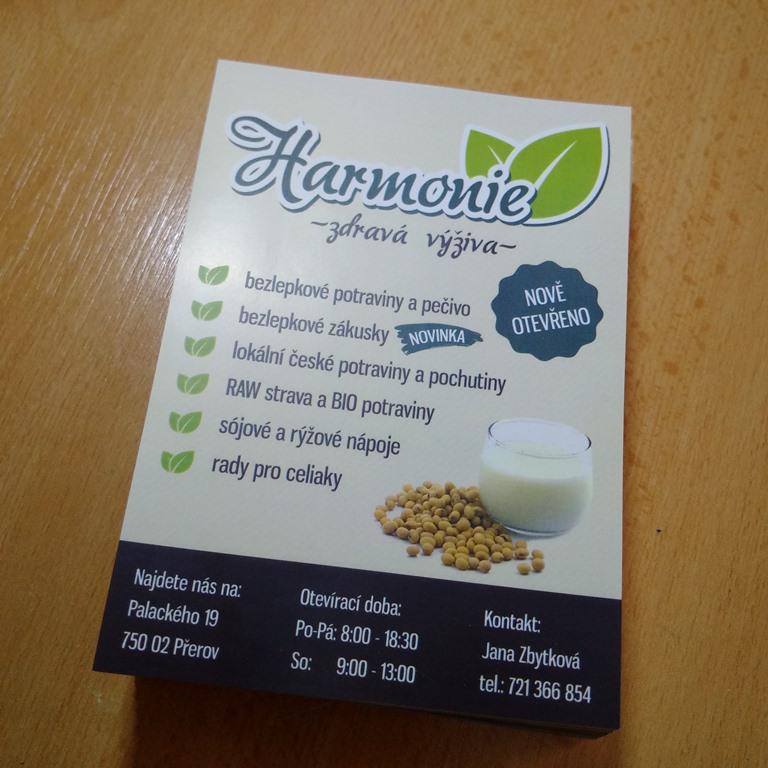 Harmonie
~zdravá výživa~
bezlepkové potraviny a pečivo
bezlepkové zákusky NOVINKA
lokální české potraviny a pochutiny
RAW strava a BIO potraviny
sójové a rýžové nápoje
rady pro celiaky
NOVĚ
OTEVŘENO
Najdete nás na:
Palackého 19
750 02 Přerov
Otevírací doba:
Po-Pá: 8:00 - 18:30
So: 9:00 - 13:00
Kontakt:
Jana Zbytková
tel.: 721 366 854